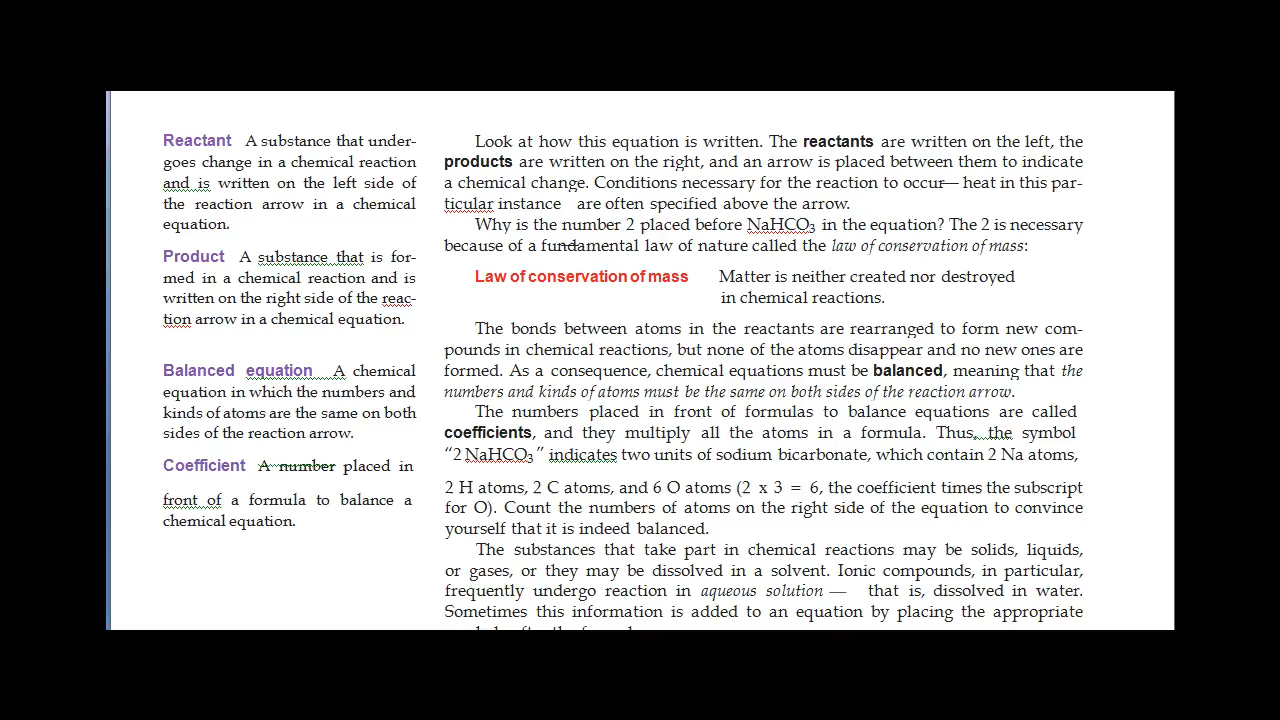 Reactant A substance that under-
goes change in a chemical reaction
and is written on the left side of
the reaction arrow in a chemical
equation.
Product A substance that is for-
med in a chemical reaction and is
written on the right side of the reac-
tion arrow in a chemical equation.
Balanced equation A chemical
equation in which the numbers and
kinds of atoms are the same on both
sides of the reaction arrow.
Coefficient A number placed in
front of a formula to balance a
chemical equation.
Look at how this equation is written. The reactants are written on the left, the
products are written on the right, and an arrow is placed between them to indicate
a chemical change. Conditions necessary for the reaction to occur— heat in this par-
ticular instance are often specified above the arrow.
Why is the number 2 placed before NaHCO3 in the equation? The 2 is necessary
because of a fundamental law of nature called the law of conservation of mass:
Law of conservation of mass Matter is neither created nor destroyed
in chemical reactions.
The bonds between atoms in the reactants are rearranged to form new com-
pounds in chemical reactions, but none of the atoms disappear and no new ones are
formed. As a consequence, chemical equations must be balanced, meaning that the
numbers and kinds of atoms must be the same on both sides of the reaction arrow.
The numbers placed in front of formulas to balance equations are called
coefficients, and they multiply all the atoms in a formula. Thus, the symbol
“2 NaHCO3” indicates two units of sodium bicarbonate, which contain 2 Na atoms,
2 H atoms, 2 C atoms, and 6 O atoms (2 x 3 = 6, the coefficient times the subscript
for O). Count the numbers of atoms on the right side of the equation to convince
yourself that it is indeed balanced.
The substances that take part in chemical reactions may be solids, liquids,
or gases, or they may be dissolved in a solvent. Ionic compounds, in particular,
frequently undergo reaction in aqueous solution — that is, dissolved in water.
Sometimes this information is added to an equation by placing the appropriate